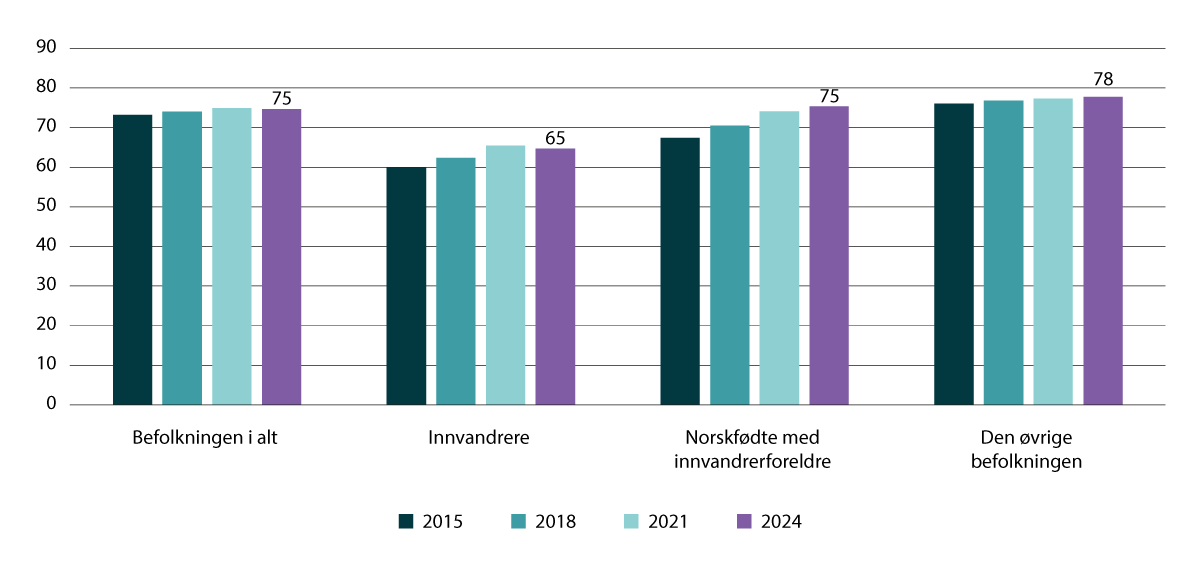 90
80
70
60
50
40
30
20
10
0
75
65
75
78
Befolkningen i alt
Innvandrere
Norskfødte med
innvandrerforeldre
Den øvrige
befolkningen
2015 2018 2021 2024